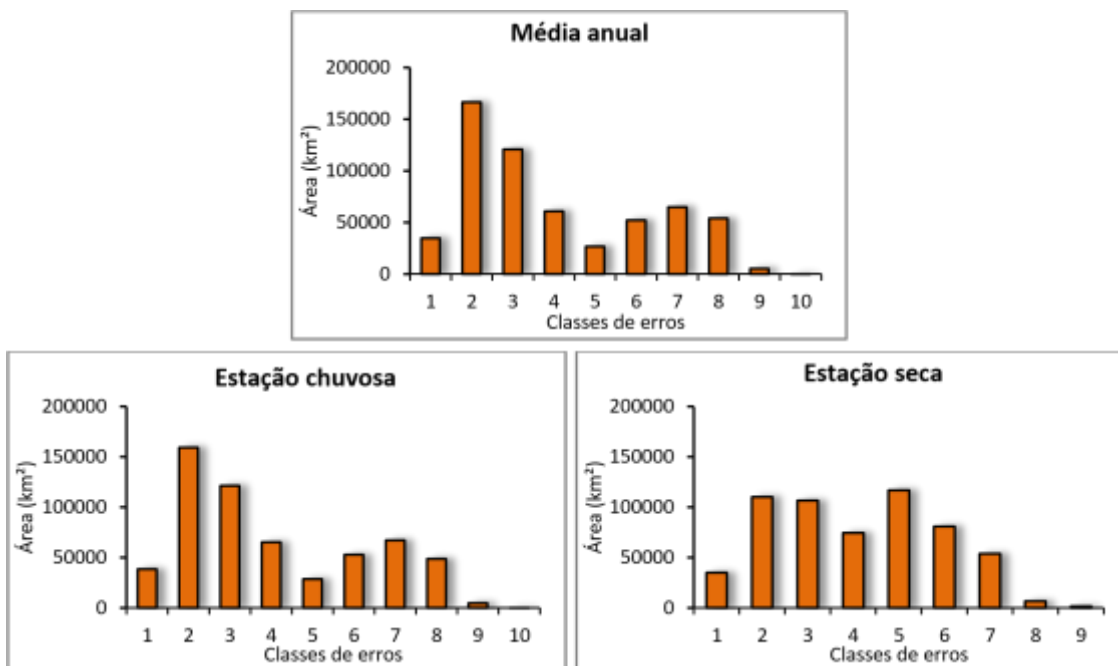 Média anual
200000
150000
100000
50000
0
Área (km²)
1 2 3 4 5 6 7 8 9 10
Classes de erros
Estação chuvosa
200000
150000
100000
50000
0
Área (km²)
1 2 3 4 5 6 7 8 9 10
Classes de erros
Estação seca
200000
150000
100000
50000
0
Área (km²)
1 2 3 4 5 6 7 8 9
Classes de erros